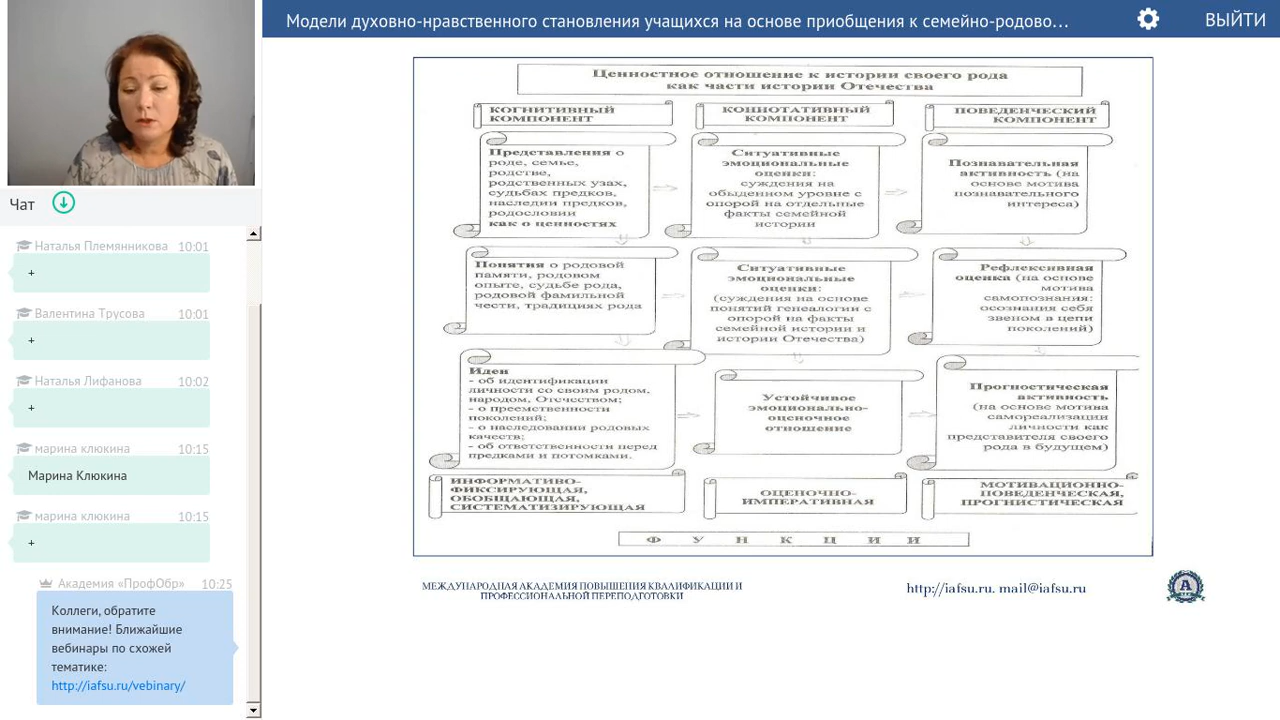 Модели духовно-нравственного становления учащихся на основе приобщения к семейно-родово...
ВЫЙТИ
Чат
Наталья Племянникова 10:01
+
Валентина Трусова 10:01
+
Наталья Лифанова 10:02
+
марина клюкина 10:15
Марина Клюкина
марина клюкина 10:15
+
Академия «ПрофОбр» 10:25
Коллеги, обратите
внимание! Ближайшие
вебинары по схожей
тематике:
http://iafsu.ru/vebinary/
Ценностное отношение к истории своего рода
как части истории Отечества
КОГНИТИВНЫЙ
КОМПОНЕНТ
КОННОТАТИВНЫЙ
КОМПОНЕНТ
ПОВЕДЕНЧЕСКИЙ
КОМПОНЕНТ
Представления о
роде, семье,
родстве,
родственных узах,
судьбах предков,
наследии предков,
родословии
как о ценностях
Ситуативные
эмоциональные
оценки:
суждения на
обыденном уровне с
опорой на отдельные
факты семейной
истории
Познавательная
активность (на
основе мотива
познавательного
интереса)
Понятия о родовой
памяти, родовом
опыте, судьбе рода,
родовой фамильной
чести, традициях рода
Ситуативные
эмоциональные
оценки:
(суждения на основе
понятий генеалогии с
опорой на факты
семейной истории и
истории Отечества)
Рефлексивная
оценка (на основе
мотива
самопознания:
осознания себя
звеном в цепи
поколений)
Идеи
- об идентификации
личности со своим родом.
народом, Отечеством;
- о преемственности
поколений;
- о наследовании родовых
качеств;
- об ответственности перед
предками и потомками.
Устойчивое
эмоционально-
оценочное
отношение
Прогностическая
активность
(на основе мотива
самореализации
личности как
представителя своего
рода в будущем)
ИНФОРМАТИВО-
ФИКСИРУЮЩАЯ,
ОБОБЩАЮЩАЯ,
СИСТЕМАТИЗИРУЮЩАЯ
ОЦЕНОЧНО-
ИМПЕРАТИВНАЯ
МОТИВАЦИОННО-
ПОВЕДЕНЧЕСКАЯ,
ПРОГНИСТИЧЕСКАЯ
Ф У Н К Ц И И
МЕЖДУНАРОДНАЯ АКАДЕМИЯ ПОВЫШЕНИЯ КВАЛИФИКАЦИИ И
ПРОФЕССИОНАЛЬНОЙ ПЕРЕПОДГОТОВКИ
http://iafsu.ru. mail@iafsu.ru